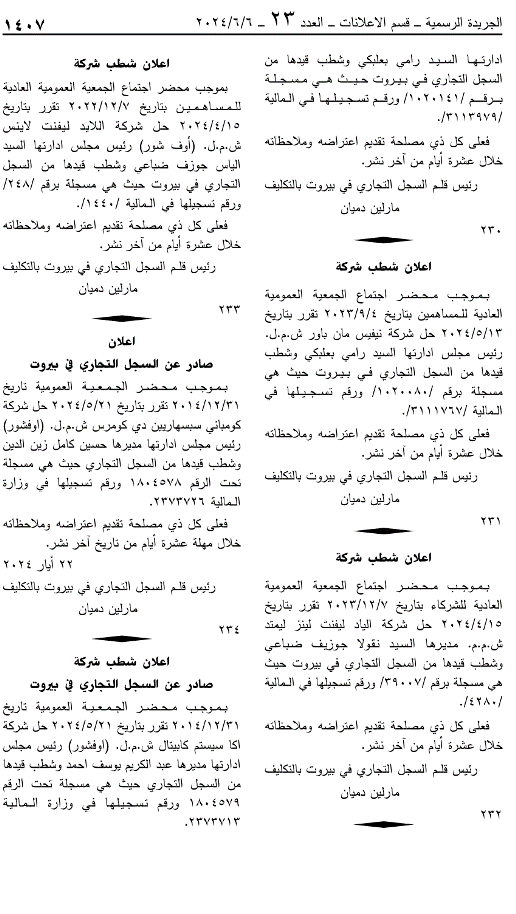 الجريدة الرسمية ــ قسم الاعلانات ــ العدد ٢٣ ــ ٢٠٢٤/٦/٦
١٤٠٧
ادارتها السيد رامي بعلبكي وشطب قيدها من
السجل التجاري في بيروت حيث هي مسجلة
برقم /١٠٢٠١٤١/ ورقم تسجيلها في المالية
/٣١١٣٩٧٩/.
فعلى كل ذي مصلحة تقديم اعتراضه وملاحظاته
خلال عشرة أيام من آخر نشر.
رئيس قلم السجل التجاري في بيروت بالتكليف
مارلين دميان
٢٣٠
اعلان شطب شركة
بموجب محضر اجتماع الجمعية العمومية
العادية للمساهمين بتاريخ ٢٠٢٣/٩/٤ تقرر بتاريخ
٢٠٢٤/٥/١٣ حل شركة نيفيس مان باور ش.م.ل.
رئيس مجلس ادارتها السيد رامي بعلبكي وشطب
قيدها من السجل التجاري في بيروت حيث هي
مسجلة برقم /١٠٢٠٠٨٠/ ورقم تسجيلها في
المالية /٣١١١٧٦٧/.
فعلى كل ذي مصلحة تقديم اعتراضه وملاحظاته
خلال عشرة أيام من آخر نشر.
رئيس قلم السجل التجاري في بيروت بالتكليف
مارلين دميان
٢٣١
اعلان شطب شركة
بموجب محضر اجتماع الجمعية العمومية
العادية للشركاء بتاريخ ٢٠٢٣/١٢/٧ تقرر بتاريخ
٢٠٢٤/٤/١٥ حل شركة الياد ليفنت لينز ليمتد
ش.م.م. مديرها السيد نقولا جوزيف ضباعي
وشطب قيدها من السجل التجاري في بيروت حيث
هي مسجلة برقم /٣٩٠٠٧/ ورقم تسجيلها في المالية
/٤٢٨٠/.
فعلى كل ذي مصلحة تقديم اعتراضه وملاحظاته
خلال عشرة أيام من آخر نشر.
رئيس قلم السجل التجاري في بيروت بالتكليف
مارلين دميان
٢٣٢
اعلان شطب شركة
بموجب محضر اجتماع الجمعية العمومية العادية
للمساهمين بتاريخ ٢٠٢٢/١٢/٧ تقرر بتاريخ
٢٠٢٤/٤/١٥ حل شركة اللايد ليفنت لاينس
ش.م.ل. (أوف شور) رئيس مجلس ادارتها السيد
الياس جوزف ضباعي وشطب قيدها من السجل
التجاري في بيروت حيث هي مسجلة برقم /٢٤٨/
ورقم تسجيلها في المالية /١٤٤٠/.
فعلى كل ذي مصلحة تقديم اعتراضه وملاحظاته
خلال عشرة أيام من آخر نشر.
رئيس قلم السجل التجاري في بيروت بالتكليف
مارلين دميان
٢٣٣
اعلان
صادر عن السجل التجاري في بيروت
بموجب محضر الجمعية العمومية تاريخ
٢٠١٤/١٢/٣١ تقرر بتاريخ ٢٠٢٤/٥/٢١ حل شركة
كومباني سبسهاريين دي كومرس ش.م.ل. (اوفشور)
رئيس مجلس ادارتها مديرها حسين كامل زين الدين
وشطب قيدها من السجل التجاري حيث هي مسجلة
تحت الرقم ١٨٠٤٥٧٨ ورقم تسجيلها في وزارة
المالية ٢٣٧٣٧٢٦.
فعلى كل ذي مصلحة تقديم اعتراضه وملاحظاته
خلال مهلة عشرة أيام من تاريخ آخر نشر.
٢٢ أيار ٢٠٢٤
رئيس قلم السجل التجاري في بيروت بالتكليف
مارلين دميان
٢٣٤
اعلان شطب شركة
صادر عن السجل التجاري في بيروت
بموجب محضر الجمعية العمومية تاريخ
٢٠١٤/١٢/٣١ تقرر بتاريخ ٢٠٢٤/٥/٢١ حل شركة
اكا سيستم كابيتال ش.م.ل. (اوفشور) رئيس مجلس
ادارتها مديرها عبد الكريم يوسف احمد وشطب قيدها
من السجل التجاري حيث هي مسجلة تحت الرقم
١٨٠٤٥٧٩ ورقم تسجيلها في وزارة المالية
٢٣٧٣٧١٣.